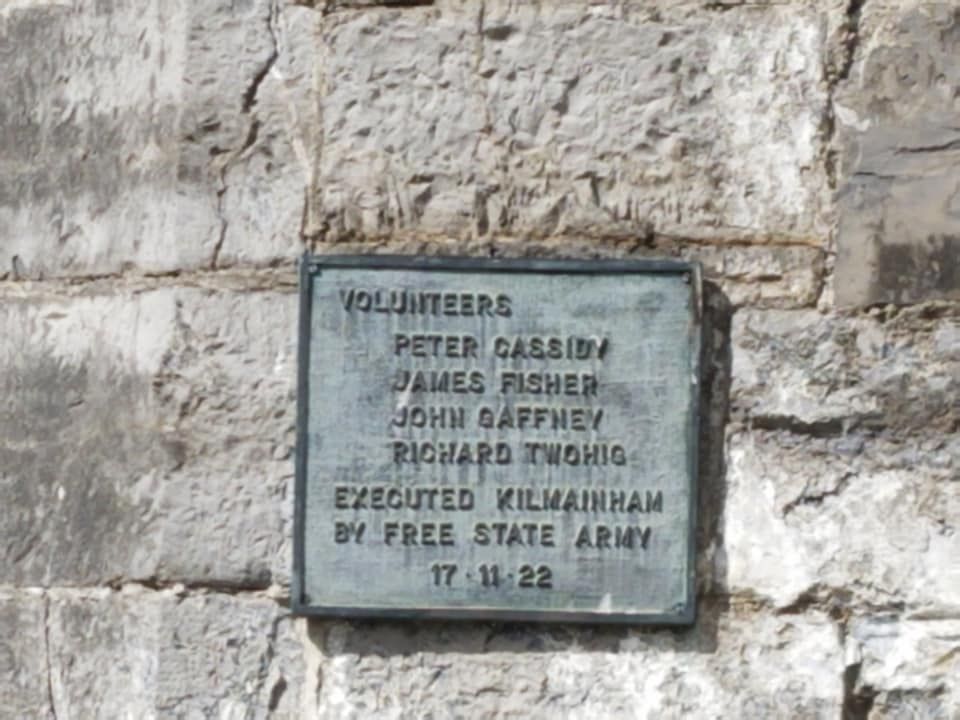 VOLUNTEERS
PETER CASSIDY
JAMES FISHER
JOHN GAFFNEY
RICHARD TWOHIG
EXECUTED KILMAINHAM
BY FREE STATE ARMY
17·11·22